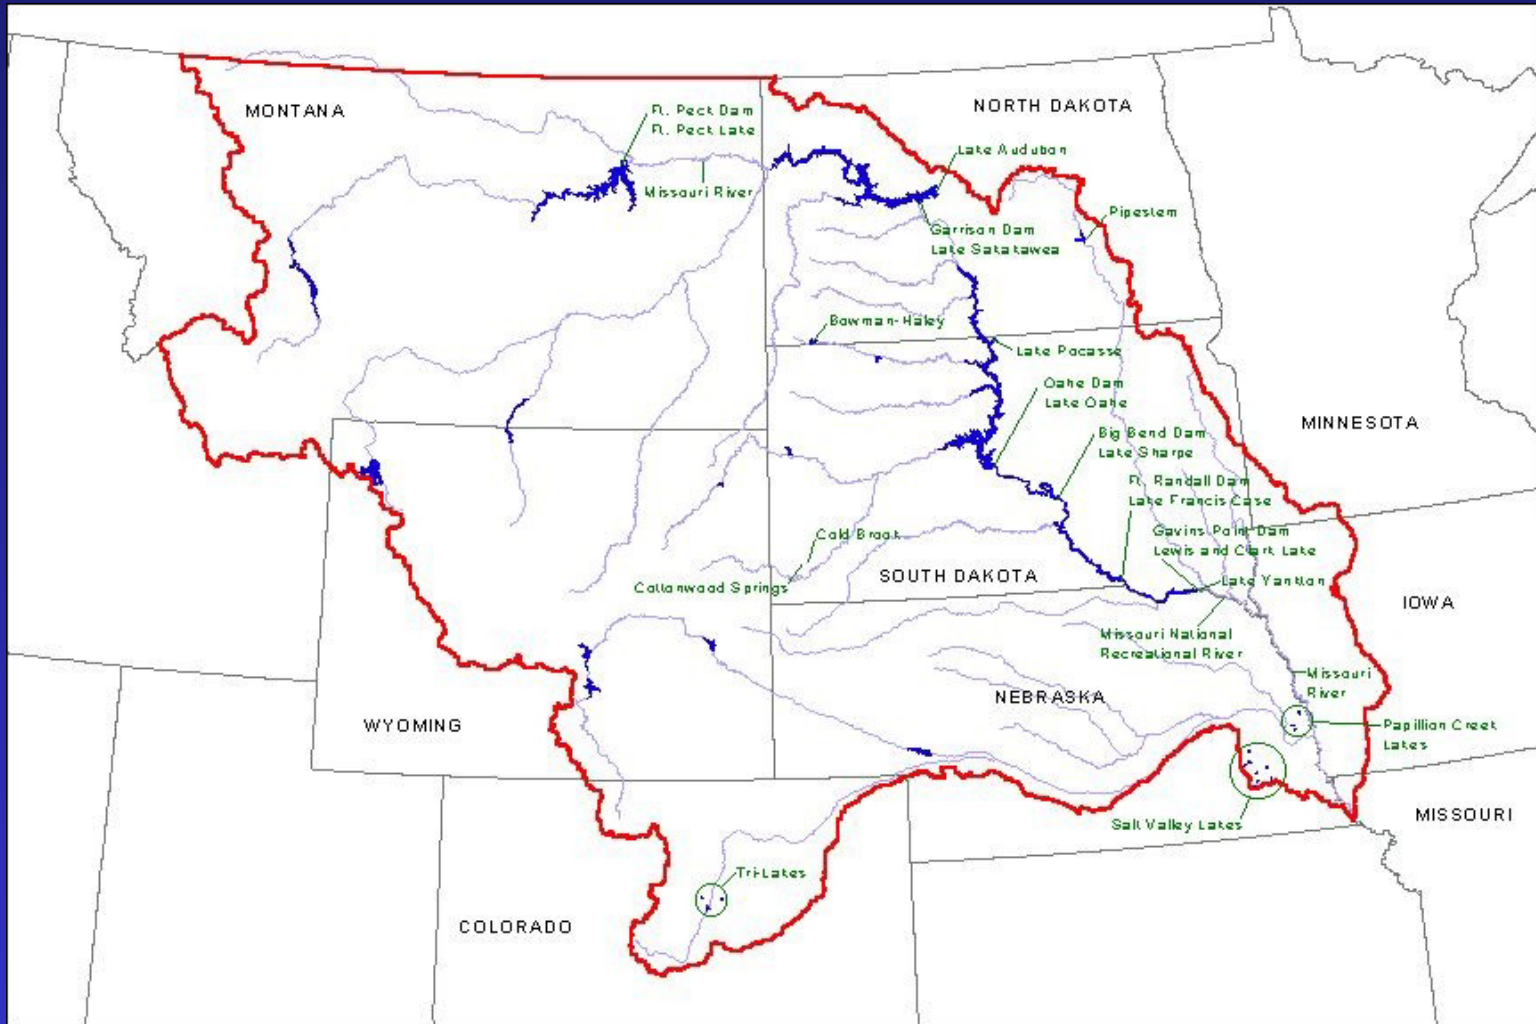 MONTANA
NORTH DAKOTA
Ft. Peck Dam
Ft. Peck Lake
Missouri River
Lake Audubon
Garrison Dam
Lake Sakakawea
Pipestem
Bowman-Haley
Lake Pocasse
Oahe Dam
Lake Oahe
MINNESOTA
Big Bend Dam
Lake Sharpe
Ft. Randall Dam
Lake Francis Case
Gavins Point Dam
Lewis and Clark Lake
Cold Brook
Cottonwood Springs
SOUTH DAKOTA
Lake Yankton
IOWA
Missouri National
Recreational River
Missouri
River
NEBRASKA
WYOMING
Papillion Creek
Lakes
Salt Valley Lakes
MISSOURI
Tri-Lakes
COLORADO